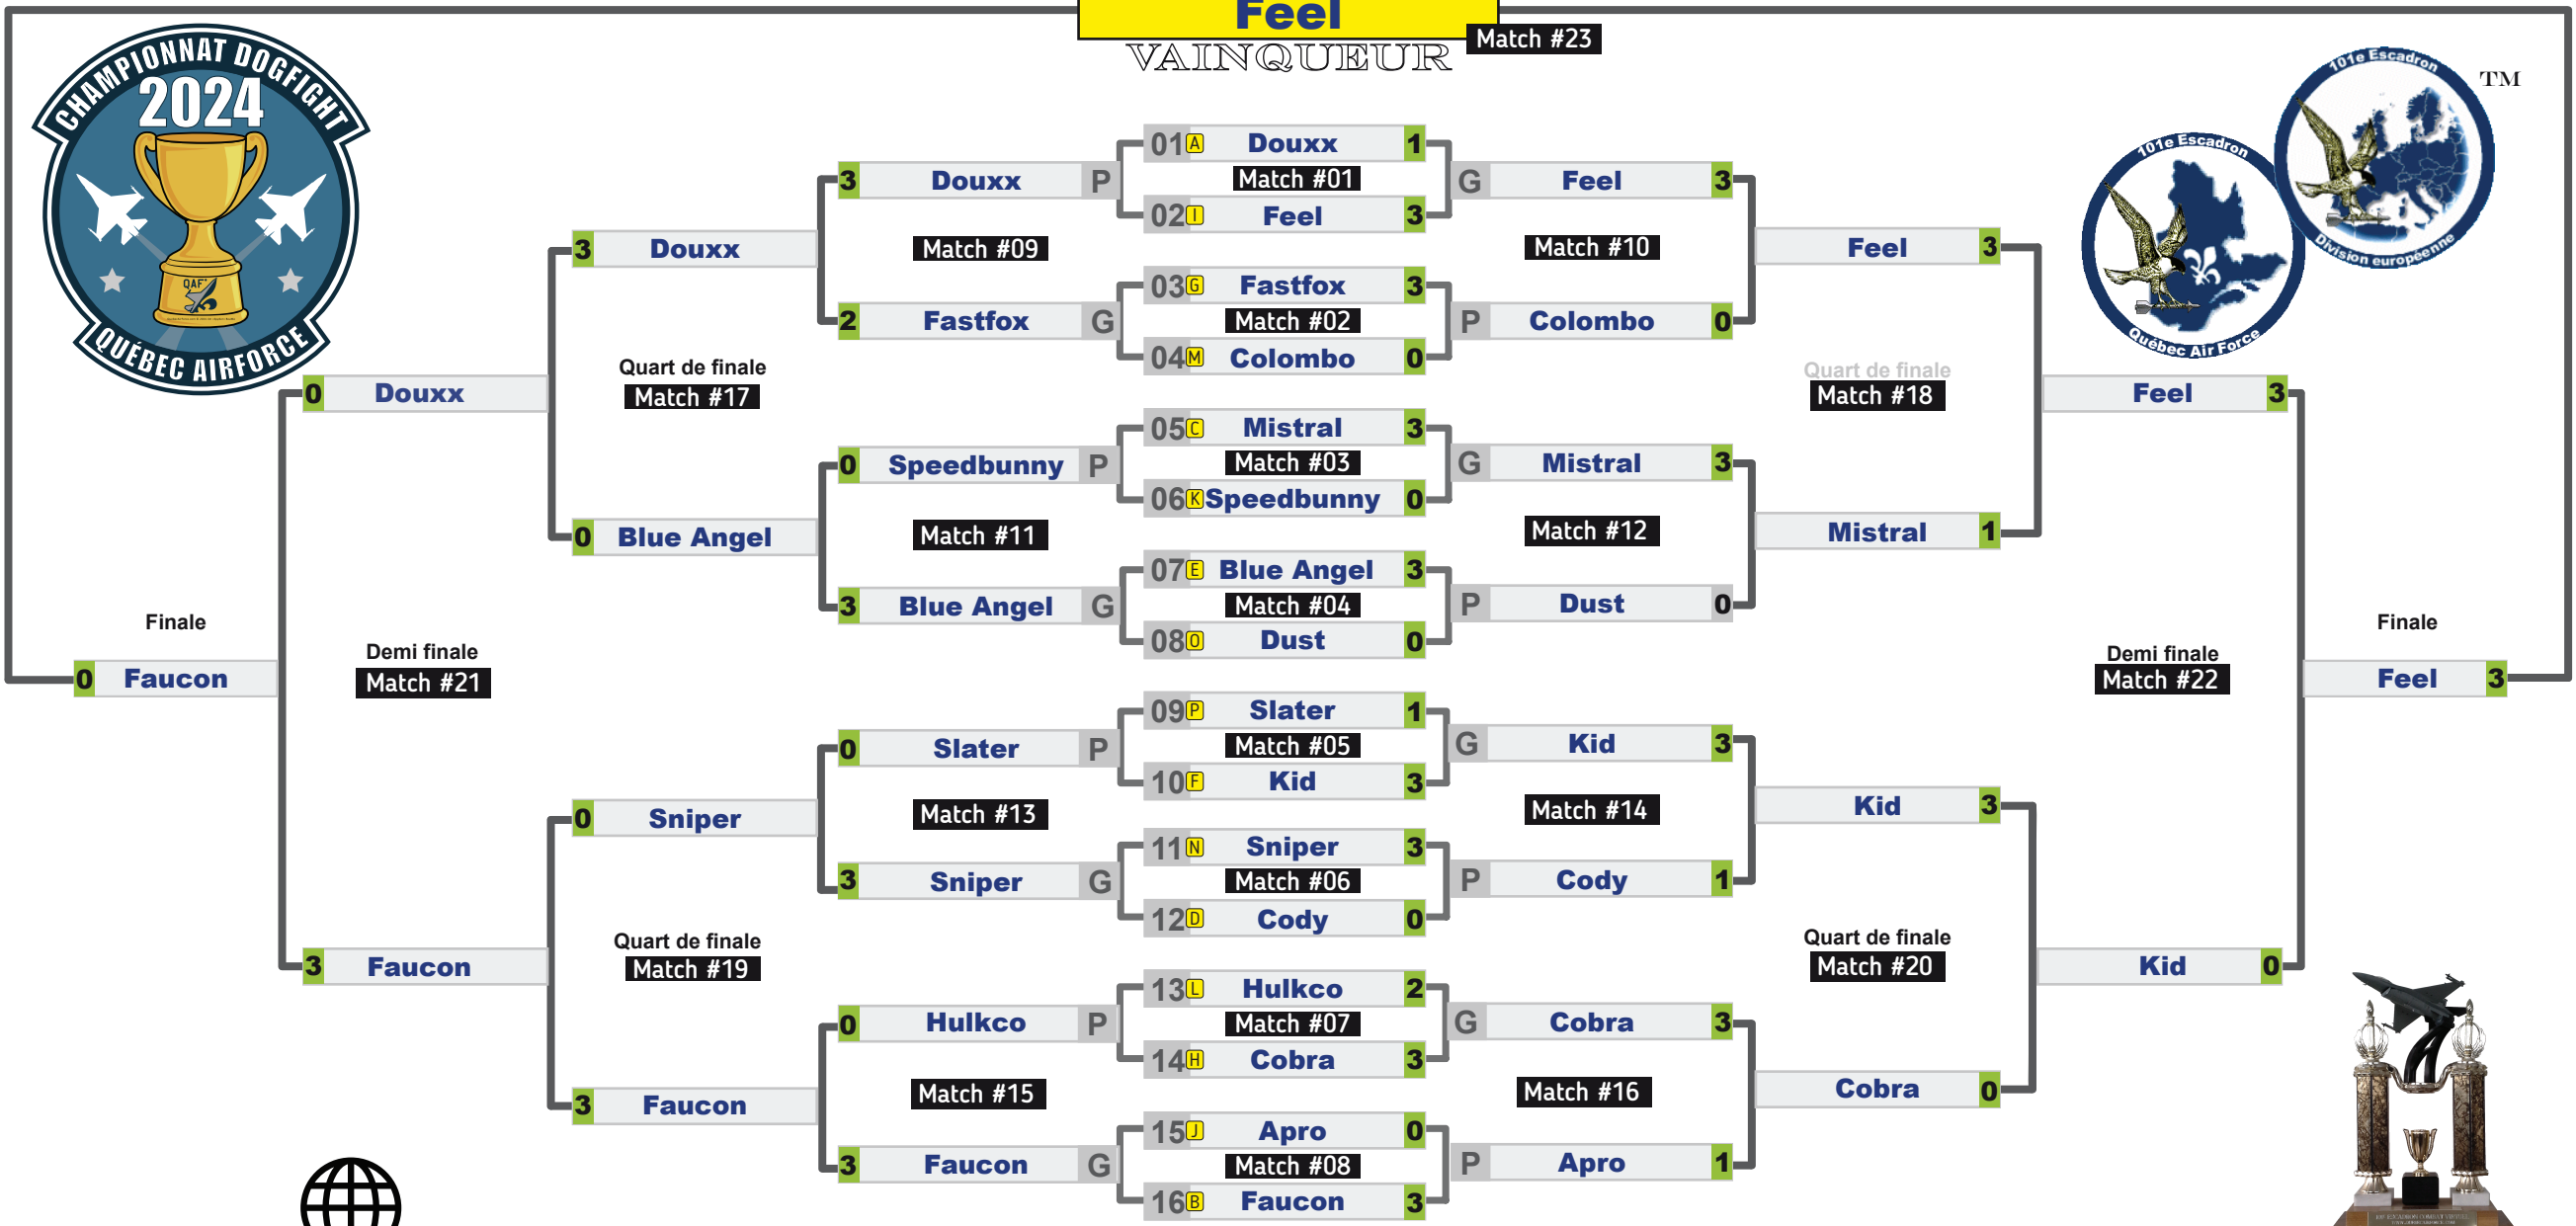 Feel
VAINQUEUR
Match #23
CHAMPIONNAT DOGFIGHT
2024
QAF
QUÉBEC AIRFORCE
101e Escadron
Québec Air Force
101e Escadron
Division européenne
TM
01 A Douxx 1
Match #01
02 I Feel 3
03 G Fastfox 3
Match #02
04 M Colombo 0
05 C Mistral 3
Match #03
06 K Speedbunny 0
07 E Blue Angel 3
Match #04
08 O Dust 0
09 P Slater 1
Match #05
10 F Kid 3
11 N Sniper 3
Match #06
12 D Cody 0
13 L Hulkco 2
Match #07
14 H Cobra 3
15 J Apro 0
Match #08
16 B Faucon 3
3 Douxx P
Match #09
2 Fastfox G
0 Speedbunny P
Match #11
3 Blue Angel G
0 Slater P
Match #13
3 Sniper G
0 Hulkco P
Match #15
3 Faucon G
3 Douxx
Quart de finale
Match #17
0 Blue Angel
0 Sniper
Quart de finale
Match #19
3 Faucon
0 Douxx
Demi finale
Match #21
3 Faucon
Finale
0 Faucon
G Feel 3
Match #10
P Colombo 0
G Mistral 3
Match #12
P Dust 0
G Kid 3
Match #14
P Cody 1
G Cobra 3
Match #16
P Apro 1
Feel 3
Quart de finale
Match #18
Mistral 1
Kid 3
Quart de finale
Match #20
Cobra 0
Feel 3
Demi finale
Match #22
Kid 0
Finale
Feel 3